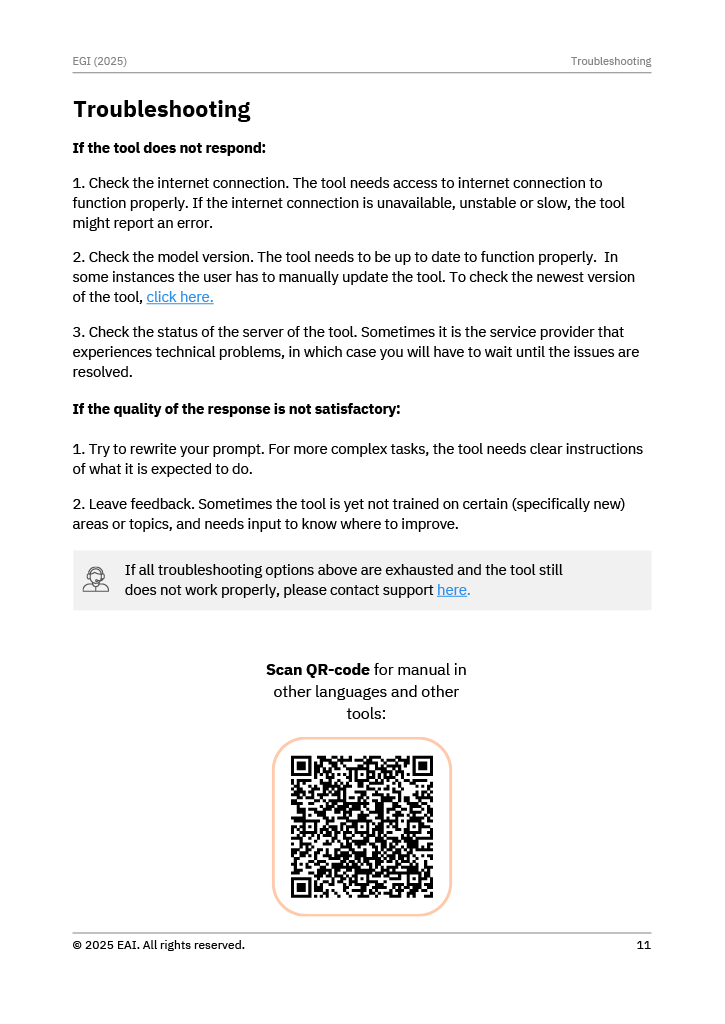 EGI (2025) Troubleshooting
Troubleshooting
If the tool does not respond:
1. Check the internet connection. The tool needs access to internet connection to
function properly. If the internet connection is unavailable, unstable or slow, the tool
might report an error.
2. Check the model version. The tool needs to be up to date to function properly.  In
some instances the user has to manually update the tool. To check the newest version
of the tool, click here.
3. Check the status of the server of the tool. Sometimes it is the service provider that
experiences technical problems, in which case you will have to wait until the issues are
resolved.
If the quality of the response is not satisfactory:
1. Try to rewrite your prompt. For more complex tasks, the tool needs clear instructions
of what it is expected to do.
2. Leave feedback. Sometimes the tool is yet not trained on certain (specifically new)
areas or topics, and needs input to know where to improve.
If all troubleshooting options above are exhausted and the tool still
does not work properly, please contact support here.
Scan QR-code for manual in
other languages and other
tools:
© 2025 EAI. All rights reserved. 11